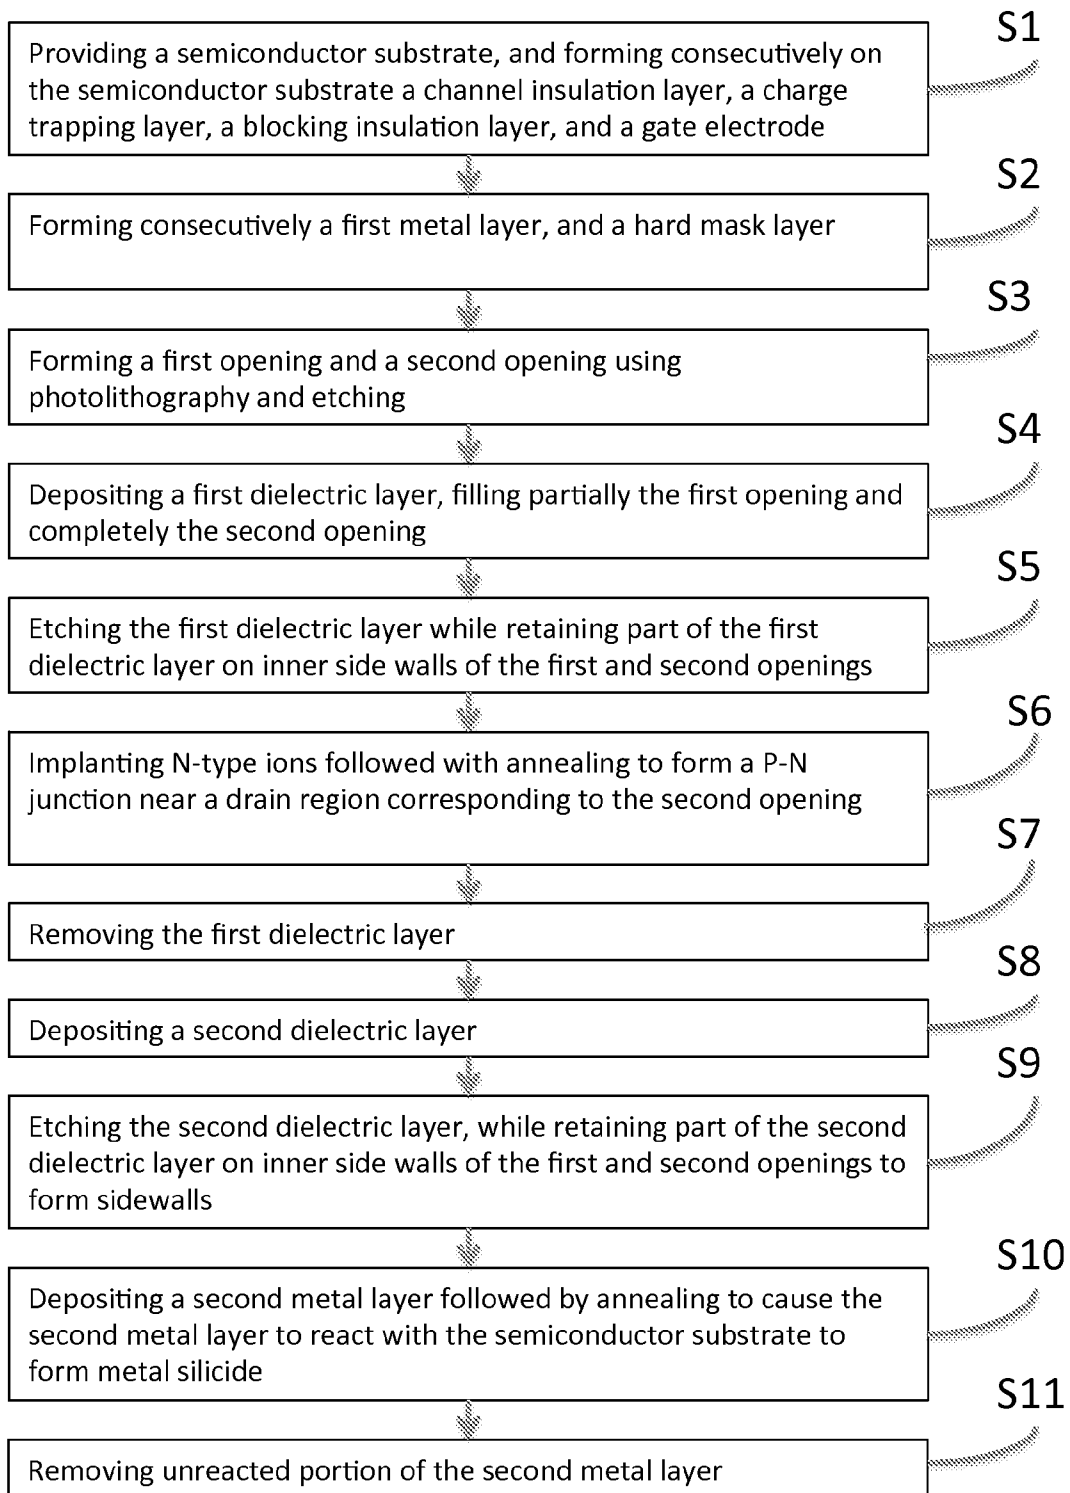 S1
Providing a semiconductor substrate, and forming consecutively on
the semiconductor substrate a channel insulation layer, a charge
trapping layer, a blocking insulation layer, and a gate electrode
S2
Forming consecutively a first metal layer, and a hard mask layer
S3
Forming a first opening and a second opening using
photolithography and etching
S4
Depositing a first dielectric layer, filling partially the first opening and
completely the second opening
S5
Etching the first dielectric layer while retaining part of the first
dielectric layer on inner side walls of the first and second openings
S6
Implanting N-type ions followed with annealing to form a P-N
junction near a drain region corresponding to the second opening
S7
Removing the first dielectric layer
S8
Depositing a second dielectric layer
S9
Etching the second dielectric layer, while retaining part of the second
dielectric layer on inner side walls of the first and second openings to
form sidewalls
S10
Depositing a second metal layer followed by annealing to cause the
second metal layer to react with the semiconductor substrate to
form metal silicide
S11
Removing unreacted portion of the second metal layer